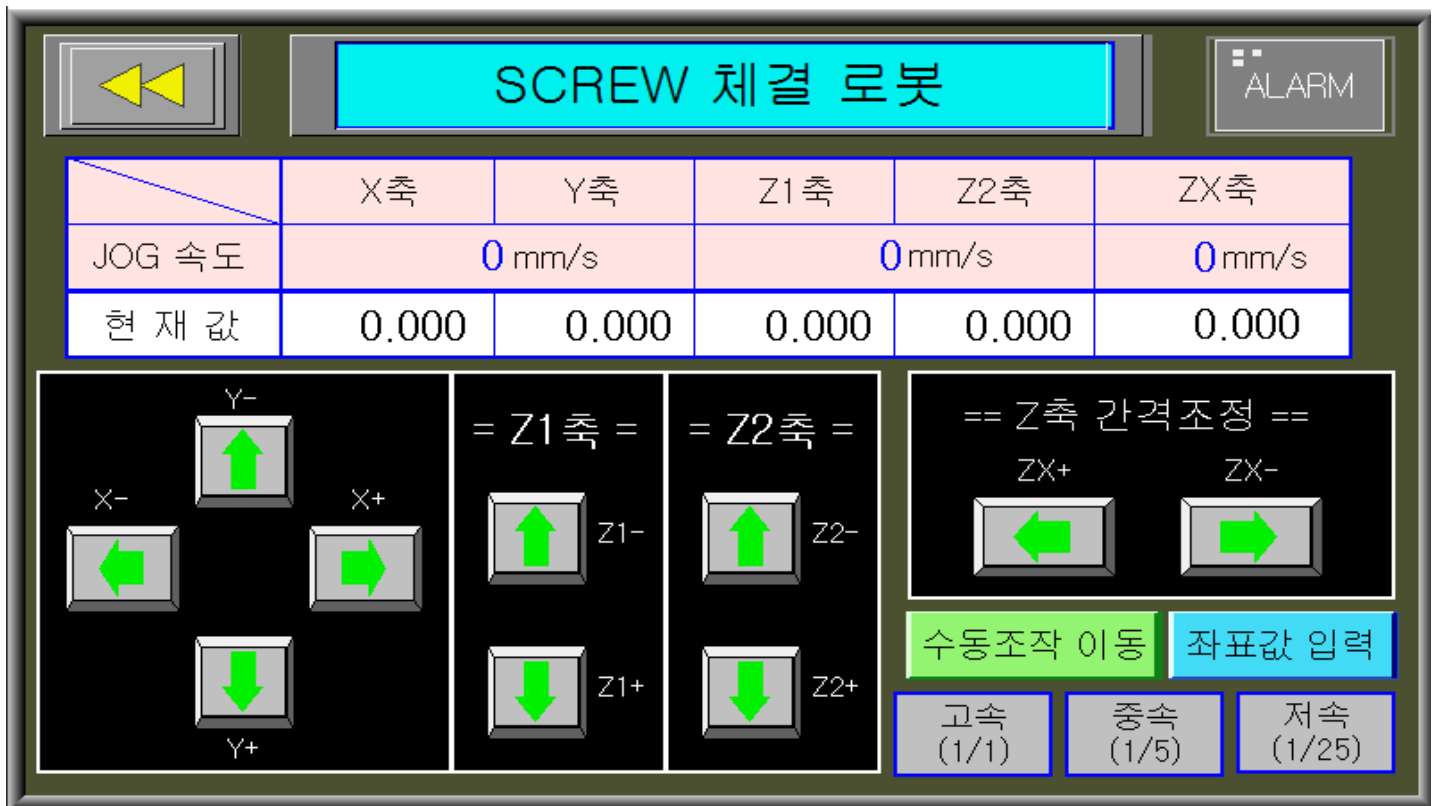 SCREW 체결 로봇
ALARM
X축 Y축 Z1축 Z2축 ZX축
JOG 속도 0 mm/s 0 mm/s 0 mm/s
현 재 값 0.000 0.000 0.000 0.000 0.000
Y-
X- X+
Y+
= Z1축 =
Z1-
Z1+
= Z2축 =
Z2-
Z2+
== Z축 간격조정 ==
ZX+ ZX-
수동조작 이동 좌표값 입력
고속 중속 저속
(1/1) (1/5) (1/25)